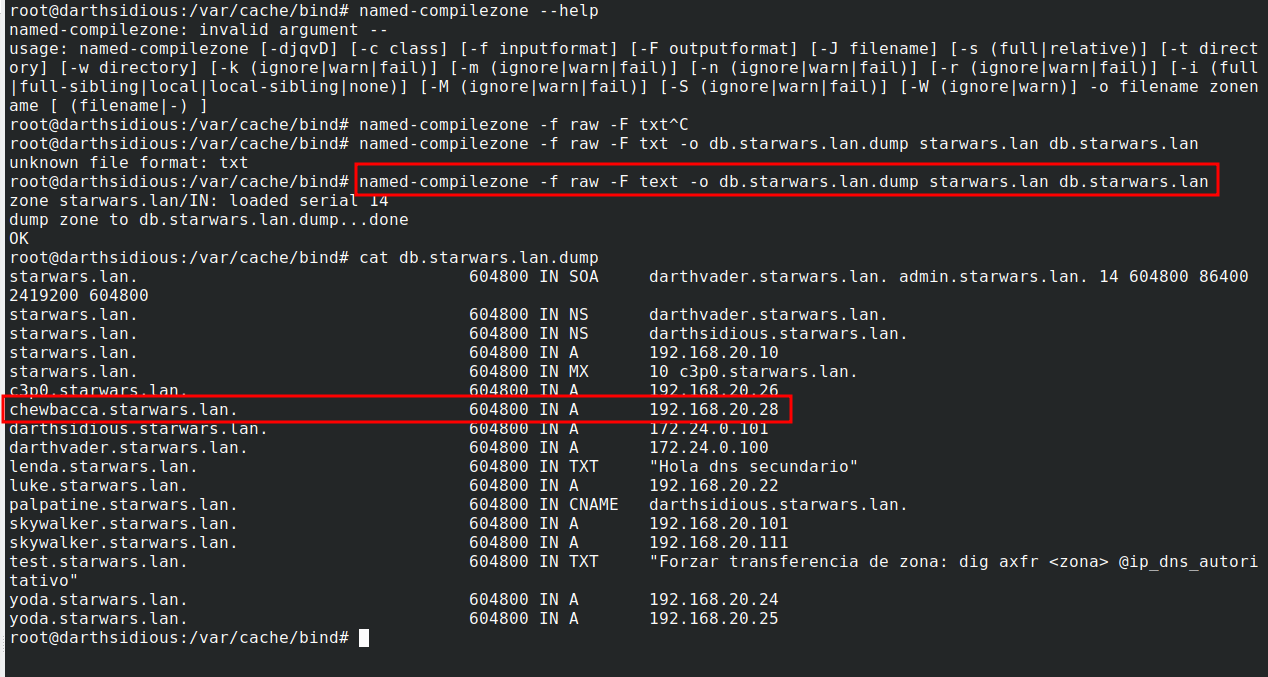 root@darthsidious:/var/cache/bind# named-compilezone --help
named-compilezone: invalid argument --
usage: named-compilezone [-djqvD] [-c class] [-f inputformat] [-F outputformat] [-J filename] [-s (full|relative)] [-t direct
ory] [-w directory] [-k (ignore|warn|fail)] [-m (ignore|warn|fail)] [-n (ignore|warn|fail)] [-r (ignore|warn|fail)] [-i (full
|full-sibling|local|local-sibling|none)] [-M (ignore|warn|fail)] [-S (ignore|warn|fail)] [-W (ignore|warn)] -o filename zonen
ame [ (filename|-) ]
root@darthsidious:/var/cache/bind# named-compilezone -f raw -F txt^C
root@darthsidious:/var/cache/bind# named-compilezone -f raw -F txt -o db.starwars.lan.dump starwars.lan db.starwars.lan
unknown file format: txt
root@darthsidious:/var/cache/bind# named-compilezone -f raw -F text -o db.starwars.lan.dump starwars.lan db.starwars.lan
zone starwars.lan/IN: loaded serial 14
dump zone to db.starwars.lan.dump...done
OK
root@darthsidious:/var/cache/bind# cat db.starwars.lan.dump
starwars.lan. 604800 IN SOA darthvader.starwars.lan. admin.starwars.lan. 14 604800 86400
2419200 604800
starwars.lan. 604800 IN NS darthvader.starwars.lan.
starwars.lan. 604800 IN NS darthsidious.starwars.lan.
starwars.lan. 604800 IN A 192.168.20.10
starwars.lan. 604800 IN MX 10 c3p0.starwars.lan.
c3p0.starwars.lan. 604800 IN A 192.168.20.26
chewbacca.starwars.lan. 604800 IN A 192.168.20.28
darthsidious.starwars.lan. 604800 IN A 172.24.0.101
darthvader.starwars.lan. 604800 IN A 172.24.0.100
lenda.starwars.lan. 604800 IN TXT "Hola dns secundario"
luke.starwars.lan. 604800 IN A 192.168.20.22
palpatine.starwars.lan. 604800 IN CNAME darthsidious.starwars.lan.
skywalker.starwars.lan. 604800 IN A 192.168.20.101
skywalker.starwars.lan. 604800 IN A 192.168.20.111
test.starwars.lan. 604800 IN TXT "Forzar transferencia de zona: dig axfr <zona> @ip_dns_autori
tativo"
yoda.starwars.lan. 604800 IN A 192.168.20.24
yoda.starwars.lan. 604800 IN A 192.168.20.25
root@darthsidious:/var/cache/bind#